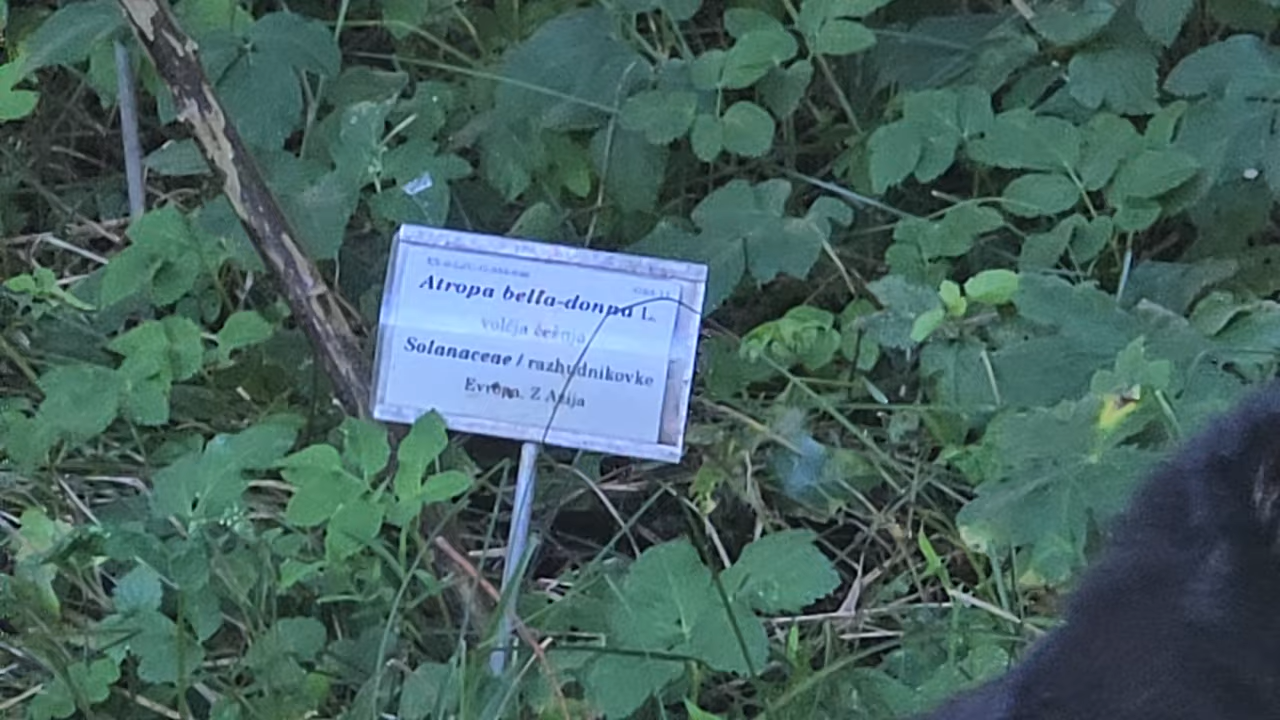 Atropa bella-donna L.
volčja češnja
Solanaceae / razhudnikovke
Evropa, Z Azija